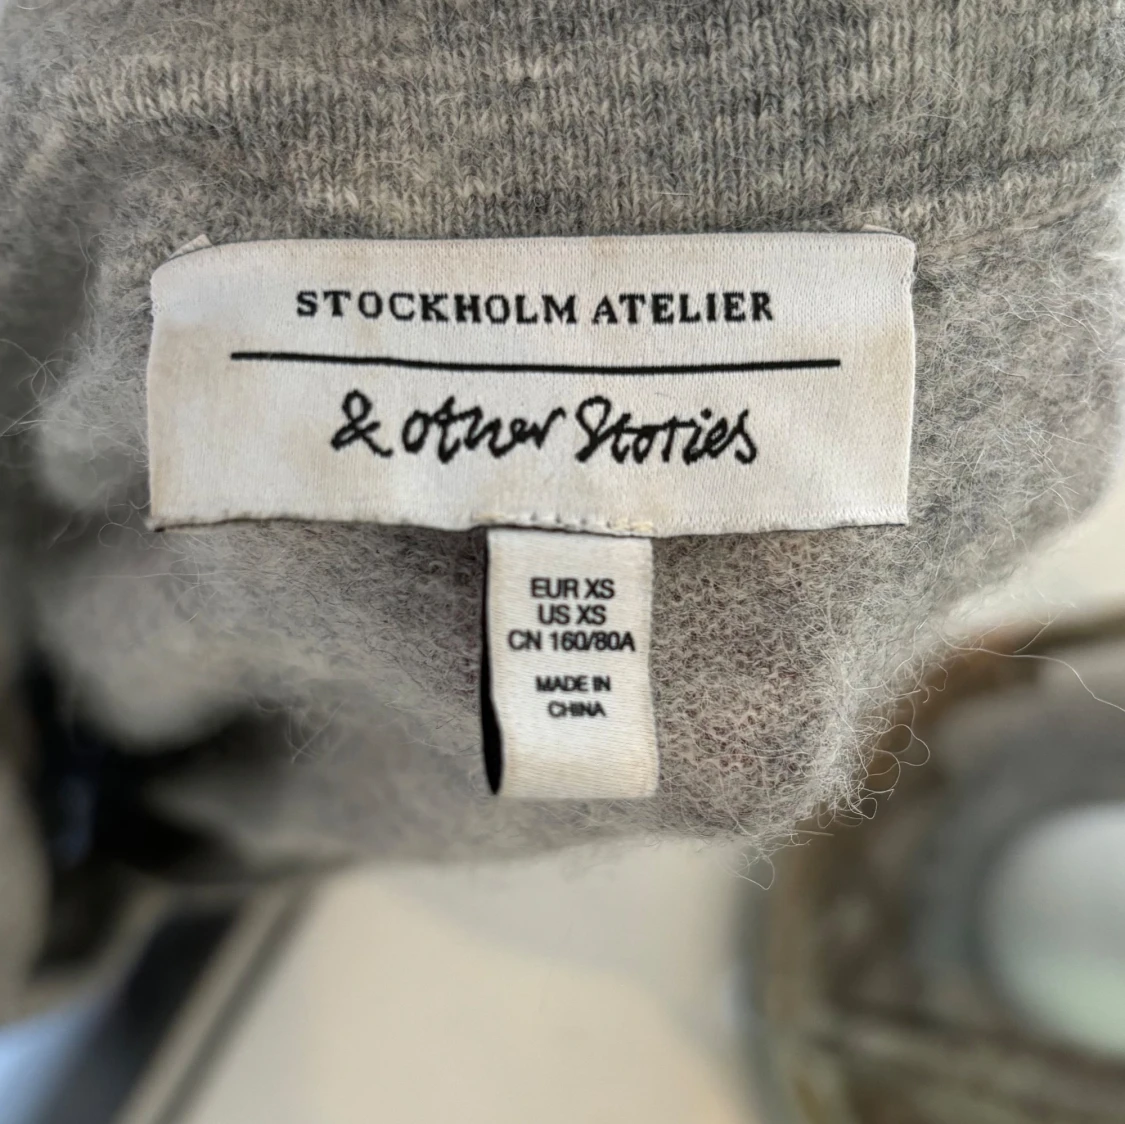 STOCKHOLM ATELIER
& other Stories
EUR XS
US XS
CN 160/80A
MADE IN
CHINA